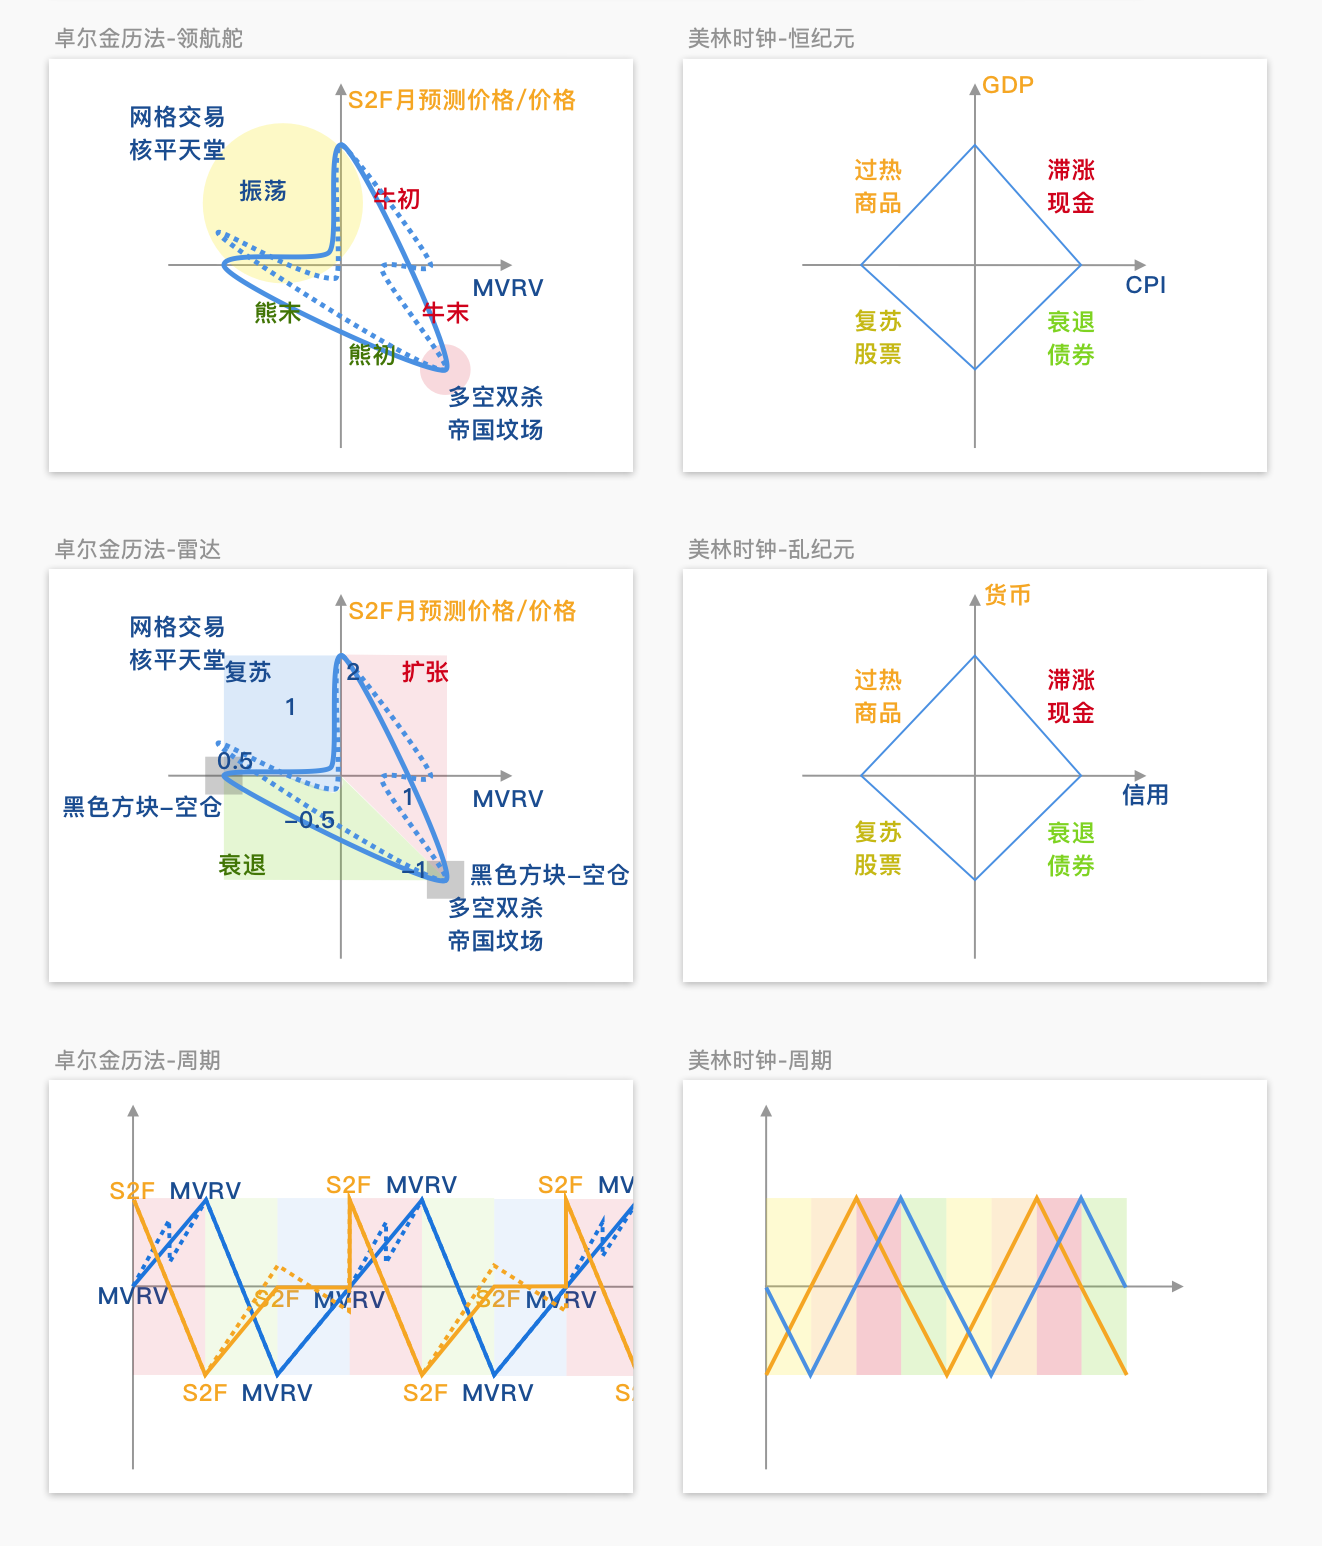 卓尔金历法-领航舵
S2F月预测价格/价格
网格交易
核平天堂
振荡
牛初
MVRV
熊末
牛末
熊初
多空双杀
帝国坟场
美林时钟-恒纪元
GDP
过热
商品
滞涨
现金
CPI
复苏
股票
衰退
债券
卓尔金历法-雷达
S2F月预测价格/价格
网格交易
核平天堂
复苏
2
扩张
1
0.5
MVRV
1
黑色方块-空仓
-0.5
衰退
-1
黑色方块-空仓
多空双杀
帝国坟场
美林时钟-乱纪元
货币
过热
商品
滞涨
现金
信用
复苏
股票
衰退
债券
卓尔金历法-周期
S2F
MVRV
S2F
MVRV
S2F
MV
MVRV
S2F
MVRV
S2F
MVRV
S2F
MVRV
S2F
MVRV
S2
美林时钟-周期